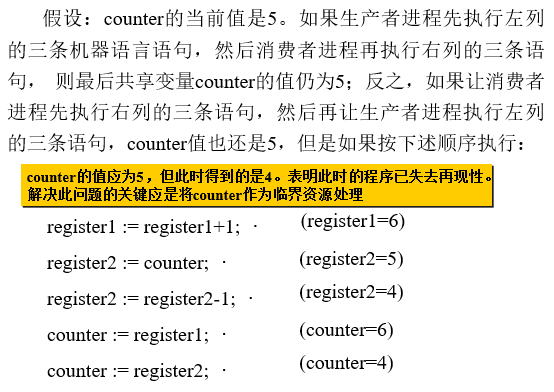 假设：counter的当前值是5。如果生产者进程先执行左列
的三条机器语言语句，然后消费者进程再执行右列的三条语
句， 则最后共享变量counter的值仍为5；反之，如果让消费者
进程先执行右列的三条语句，然后再让生产者进程执行左列
的三条语句，counter值也还是5，但是如果按下述顺序执行：
counter的值应为5，但此时得到的是4。表明此时的程序已失去再现性。
解决此问题的关键应是将counter作为临界资源处理
register1 := register1+1; · (register1=6)
register2 := counter; · (register2=5)
register2 := register2-1; · (register2=4)
counter := register1; · (counter=6)
counter := register2; · (counter=4)